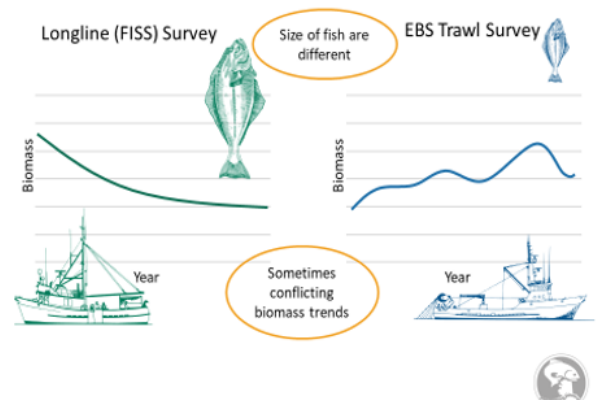 Longline (FISS) Survey
Size of fish are
different
EBS Trawl Survey
Biomass
Biomass
Year
Sometimes
conflicting
biomass trends
Year